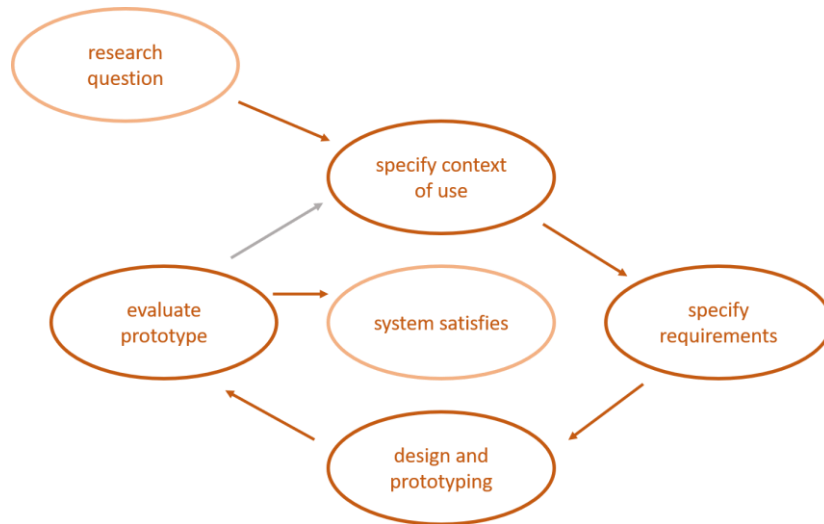 research
question
specify context
of use
evaluate
prototype
system satisfies
specify
requirements
design and
prototyping